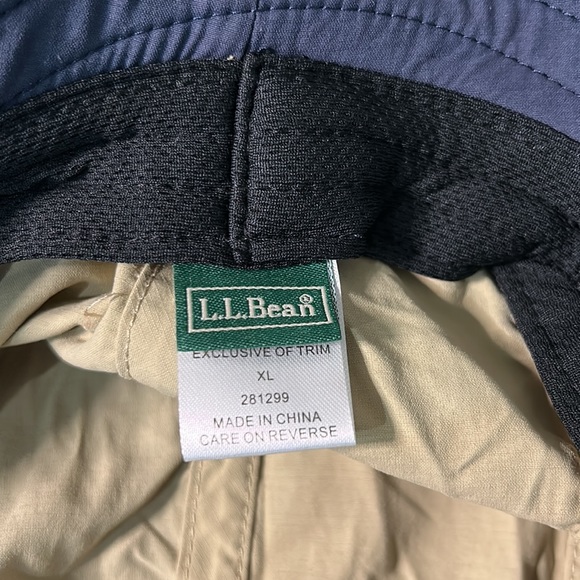 L.L.Bean®
EXCLUSIVE OF TRIM
XL
281299
MADE IN CHINA
CARE ON REVERSE